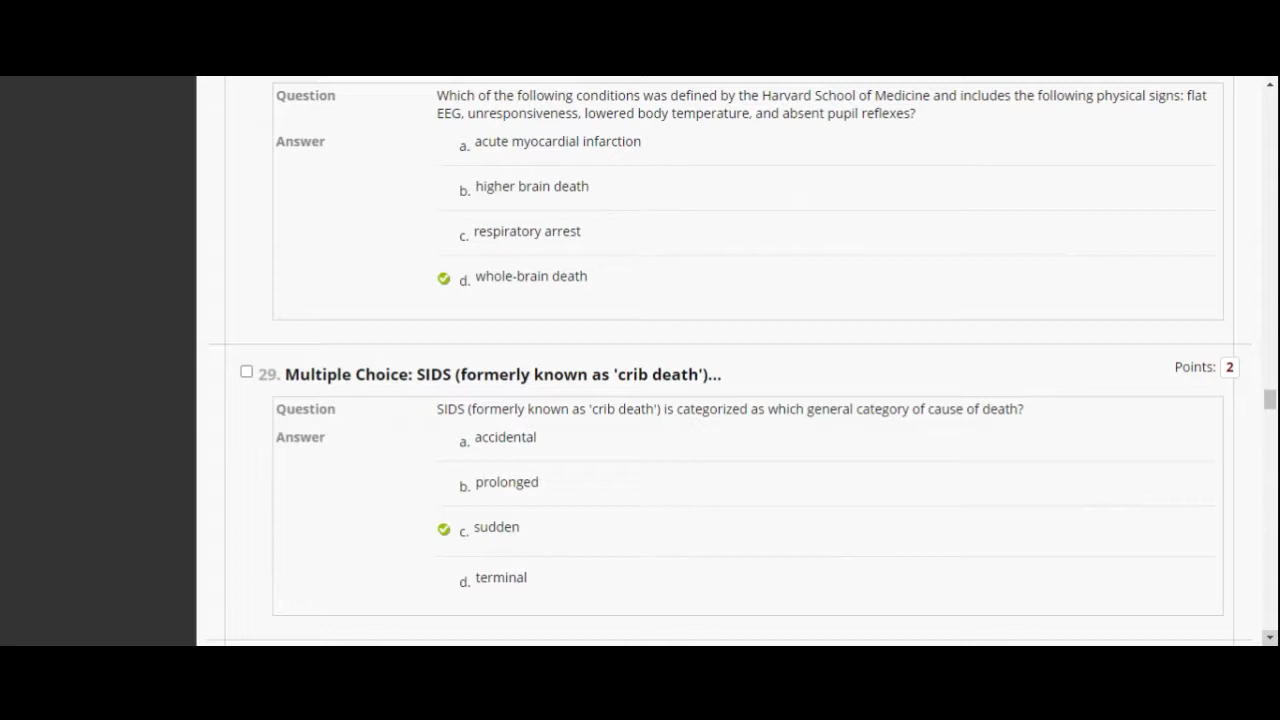 Question
Which of the following conditions was defined by the Harvard School of Medicine and includes the following physical signs: flat
EEG, unresponsiveness, lowered body temperature, and absent pupil reflexes?
Answer
a. acute myocardial infarction
b. higher brain death
c. respiratory arrest
d. whole-brain death
29. Multiple Choice: SIDS (formerly known as 'crib death')...
Points: 2
Question
SIDS (formerly known as 'crib death') is categorized as which general category of cause of death?
Answer
a. accidental
b. prolonged
c. sudden
d. terminal